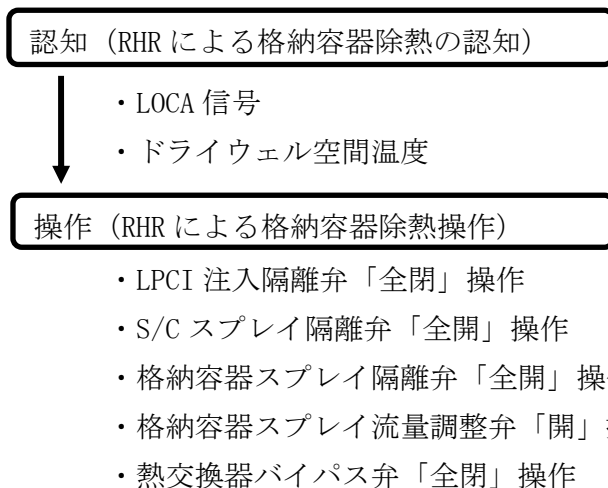 認知（RHR による格納容器除熱の認知）
・LOCA 信号
・ドライウェル空間温度
操作（RHR による格納容器除熱操作）
・LPCI 注入隔離弁「全閉」操作
・S/C スプレイ隔離弁「全開」操作
・格納容器スプレイ隔離弁「全開」操
・格納容器スプレイ流量調整弁「開」
・熱交換器バイパス弁「全閉」操作